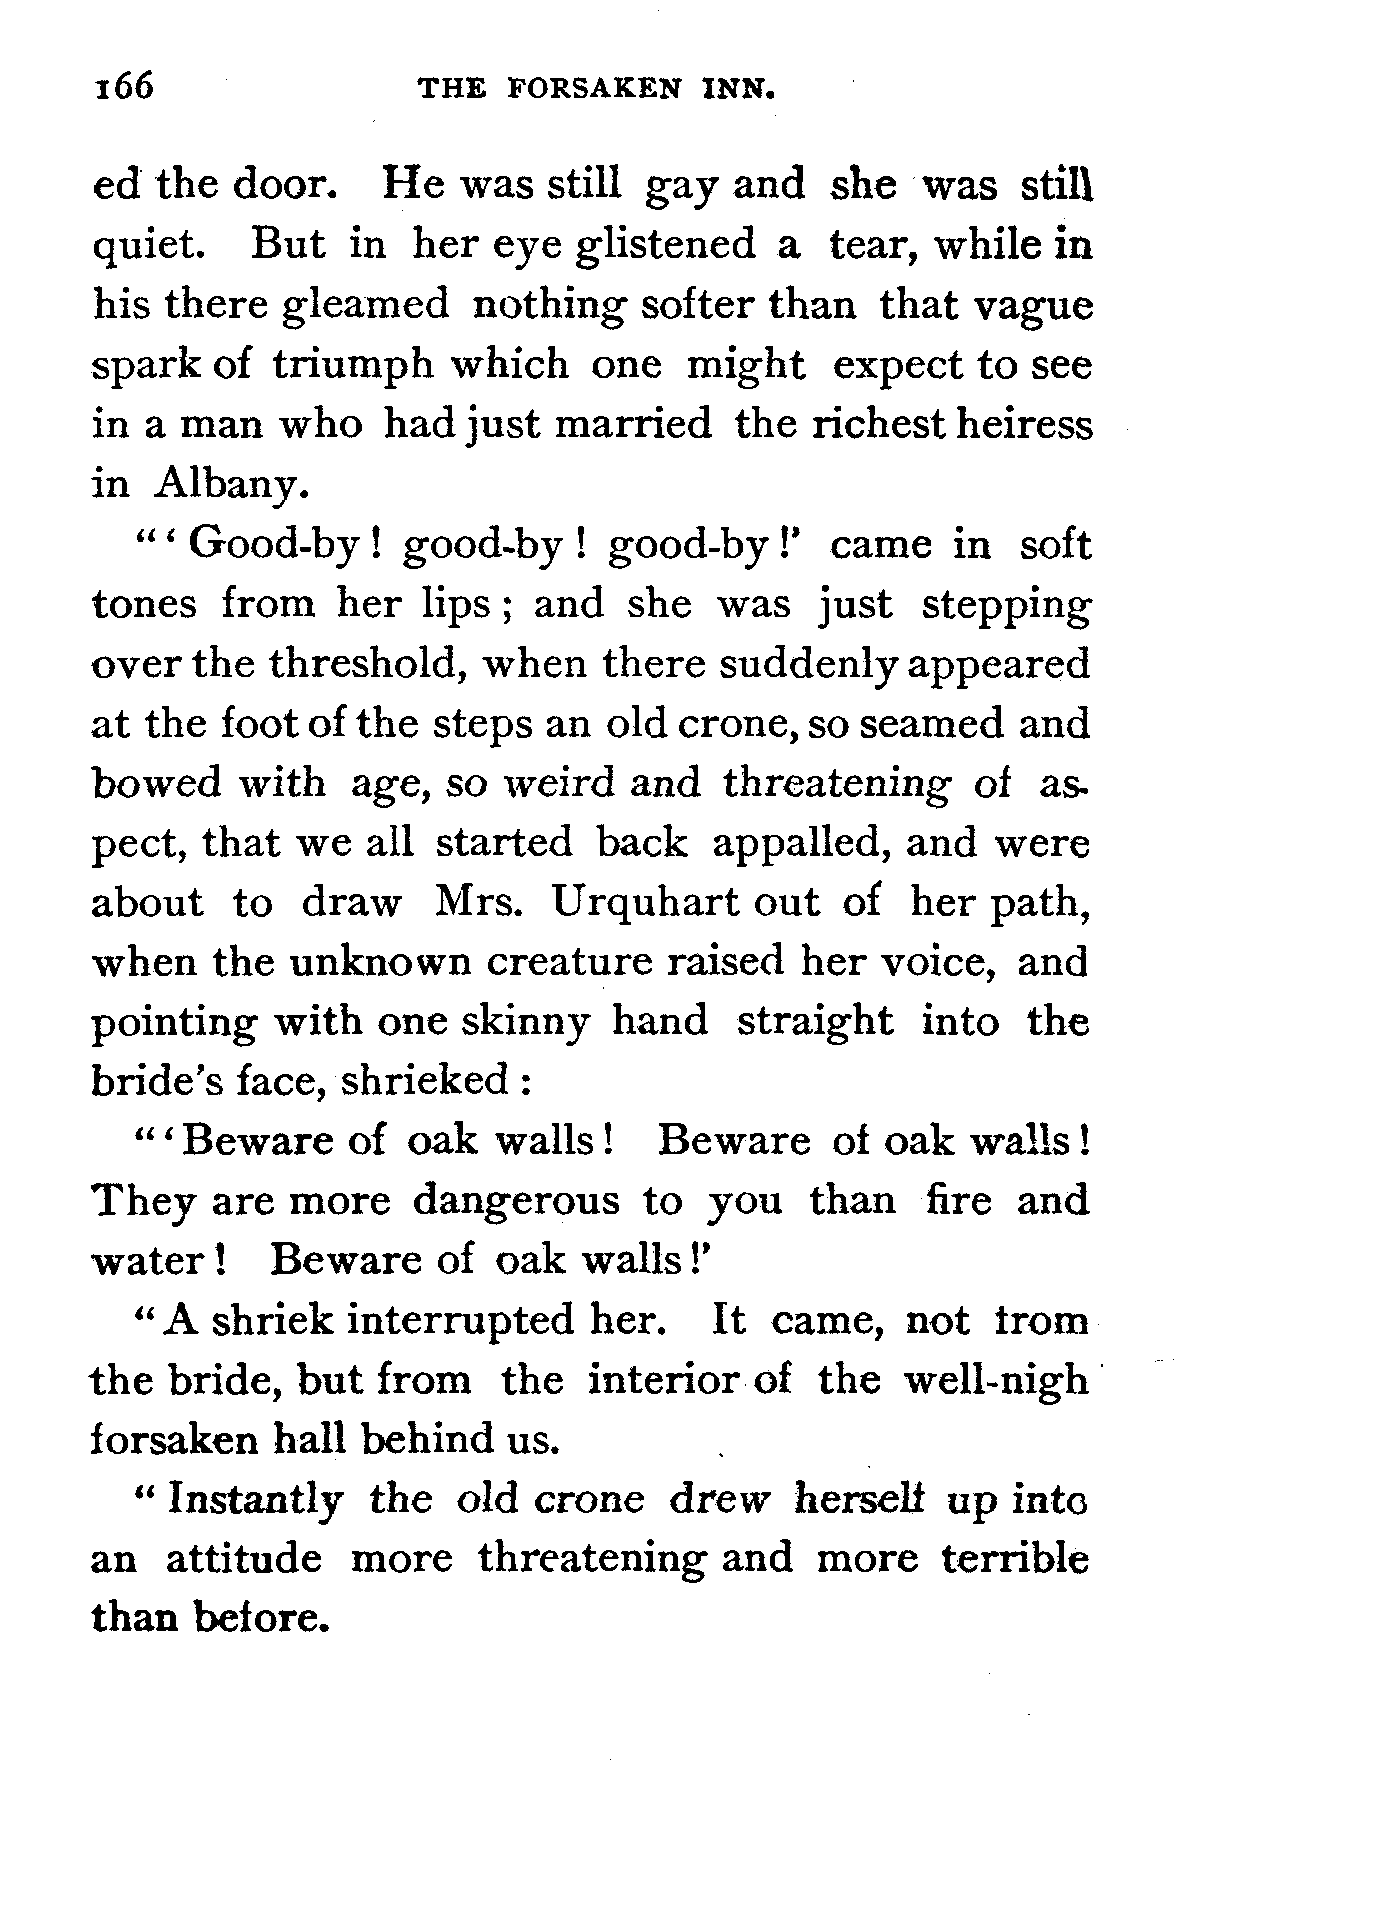 166 THE FORSAKEN INN.
ed the door. He was still gay and she was still
quiet. But in her eye glistened a tear, while in
his there gleamed nothing softer than that vague
spark of triumph which one might expect to see
in a man who had just married the richest heiress
in Albany.
"'Good-by! good-by! good-by!' came in soft
tones from her lips; and she was just stepping
over the threshold, when there suddenly appeared
at the foot of the steps an old crone, so seamed and
bowed with age, so weird and threatening of as-
pect, that we all started back appalled, and were
about to draw Mrs. Urquhart out of her path,
when the unknown creature raised her voice, and
pointing with one skinny hand straight into the
bride's face, shrieked:
"'Beware of oak walls! Beware of oak walls!
They are more dangerous to you than fire and
water! Beware of oak walls!'
"A shriek interrupted her. It came, not from
the bride, but from the interior of the well-nigh
forsaken hall behind us.
"Instantly the old crone drew herself up into
an attitude more threatening and more terrible
than before.